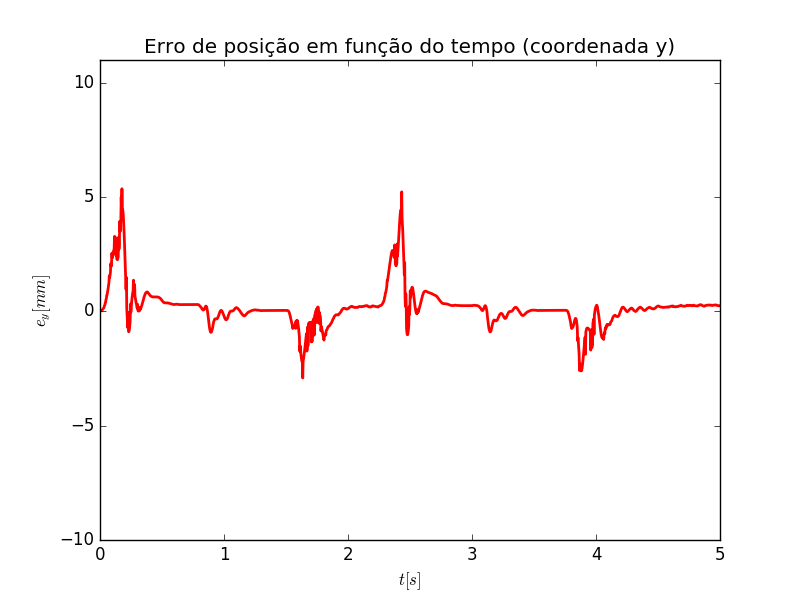 Erro de posição em função do tempo (coordenada y)
10
5
0
−5
−10
e_y[mm]
0 1 2 3 4 5
t[s]